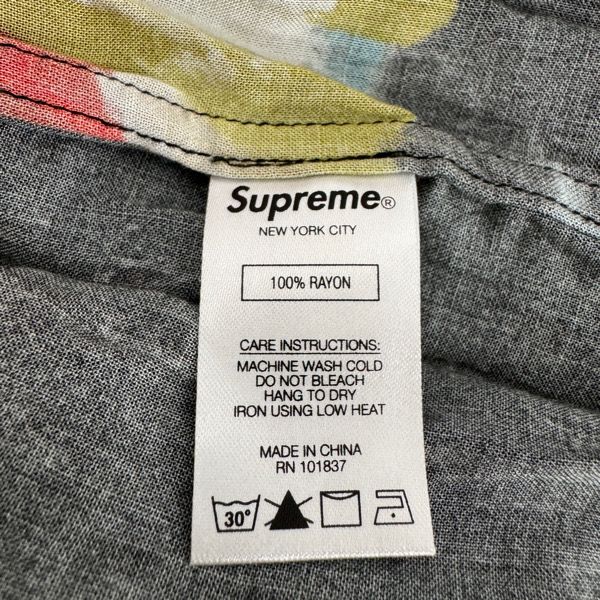 Supreme®
NEW YORK CITY
100% RAYON
CARE INSTRUCTIONS:
MACHINE WASH COLD
DO NOT BLEACH
HANG TO DRY
IRON USING LOW HEAT
MADE IN CHINA
RN 101837
30°